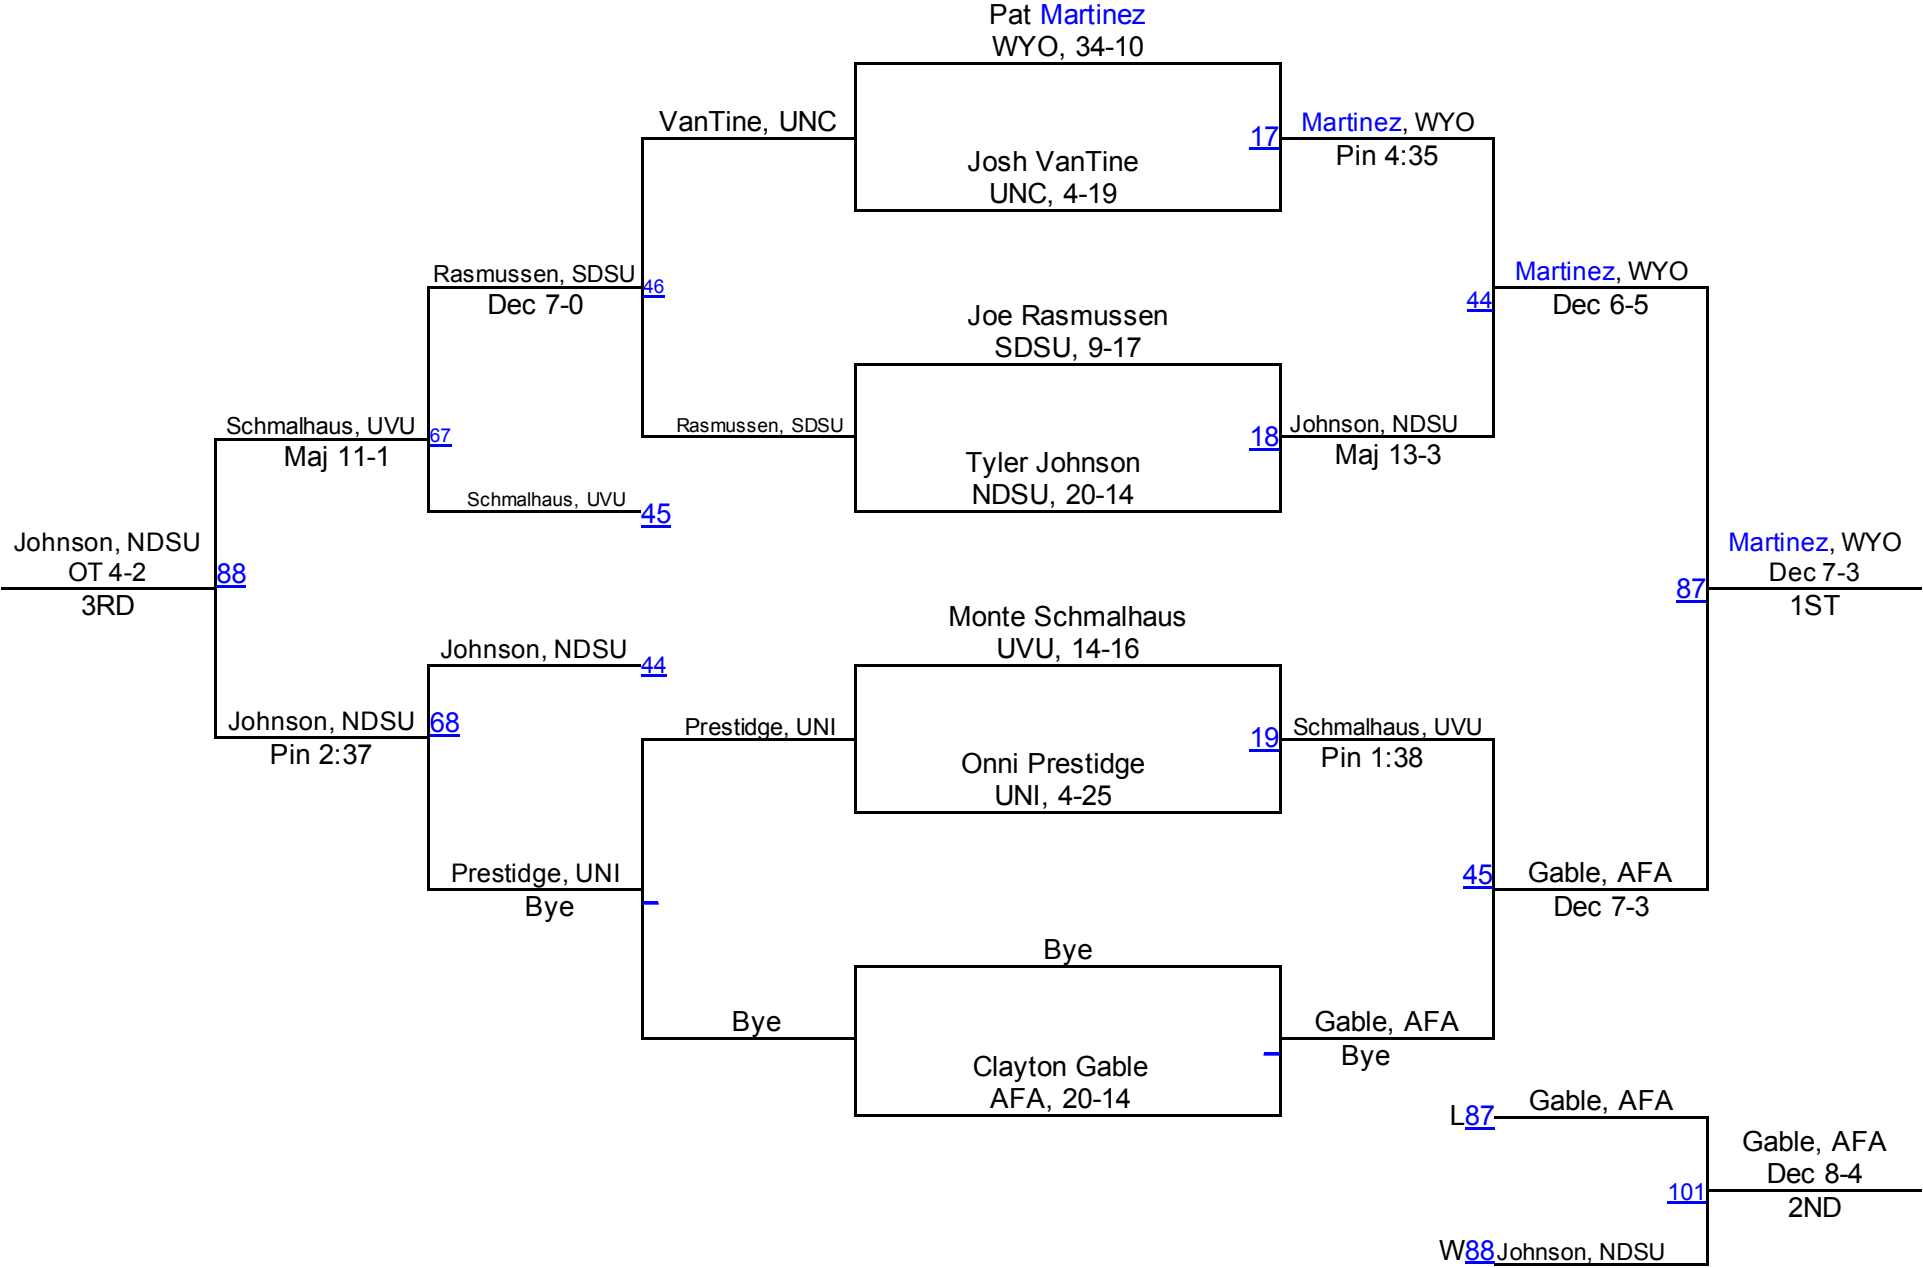 Pat Martinez
WYO, 34-10
VanTine, UNC
17
Martinez, WYO
Pin 4:35
Josh VanTine
UNC, 4-19
Rasmussen, SDSU
Dec 7-0
46
Martinez, WYO
Dec 6-5
44
Joe Rasmussen
SDSU, 9-17
Schmalhaus, UVU
Maj 11-1
67
Rasmussen, SDSU
18
Johnson, NDSU
Maj 13-3
Tyler Johnson
NDSU, 20-14
Schmalhaus, UVU
45
Johnson, NDSU
OT 4-2
3RD
88
87
Martinez, WYO
Dec 7-3
1ST
Monte Schmalhaus
UVU, 14-16
Johnson, NDSU
44
Johnson, NDSU
Pin 2:37
68
Prestidge, UNI
19
Schmalhaus, UVU
Pin 1:38
Onni Prestidge
UNI, 4-25
Prestidge, UNI
Bye
45
Gable, AFA
Dec 7-3
Bye
Bye
Gable, AFA
Bye
Clayton Gable
AFA, 20-14
L87
Gable, AFA
Gable, AFA
Dec 8-4
2ND
101
W88
Johnson, NDSU